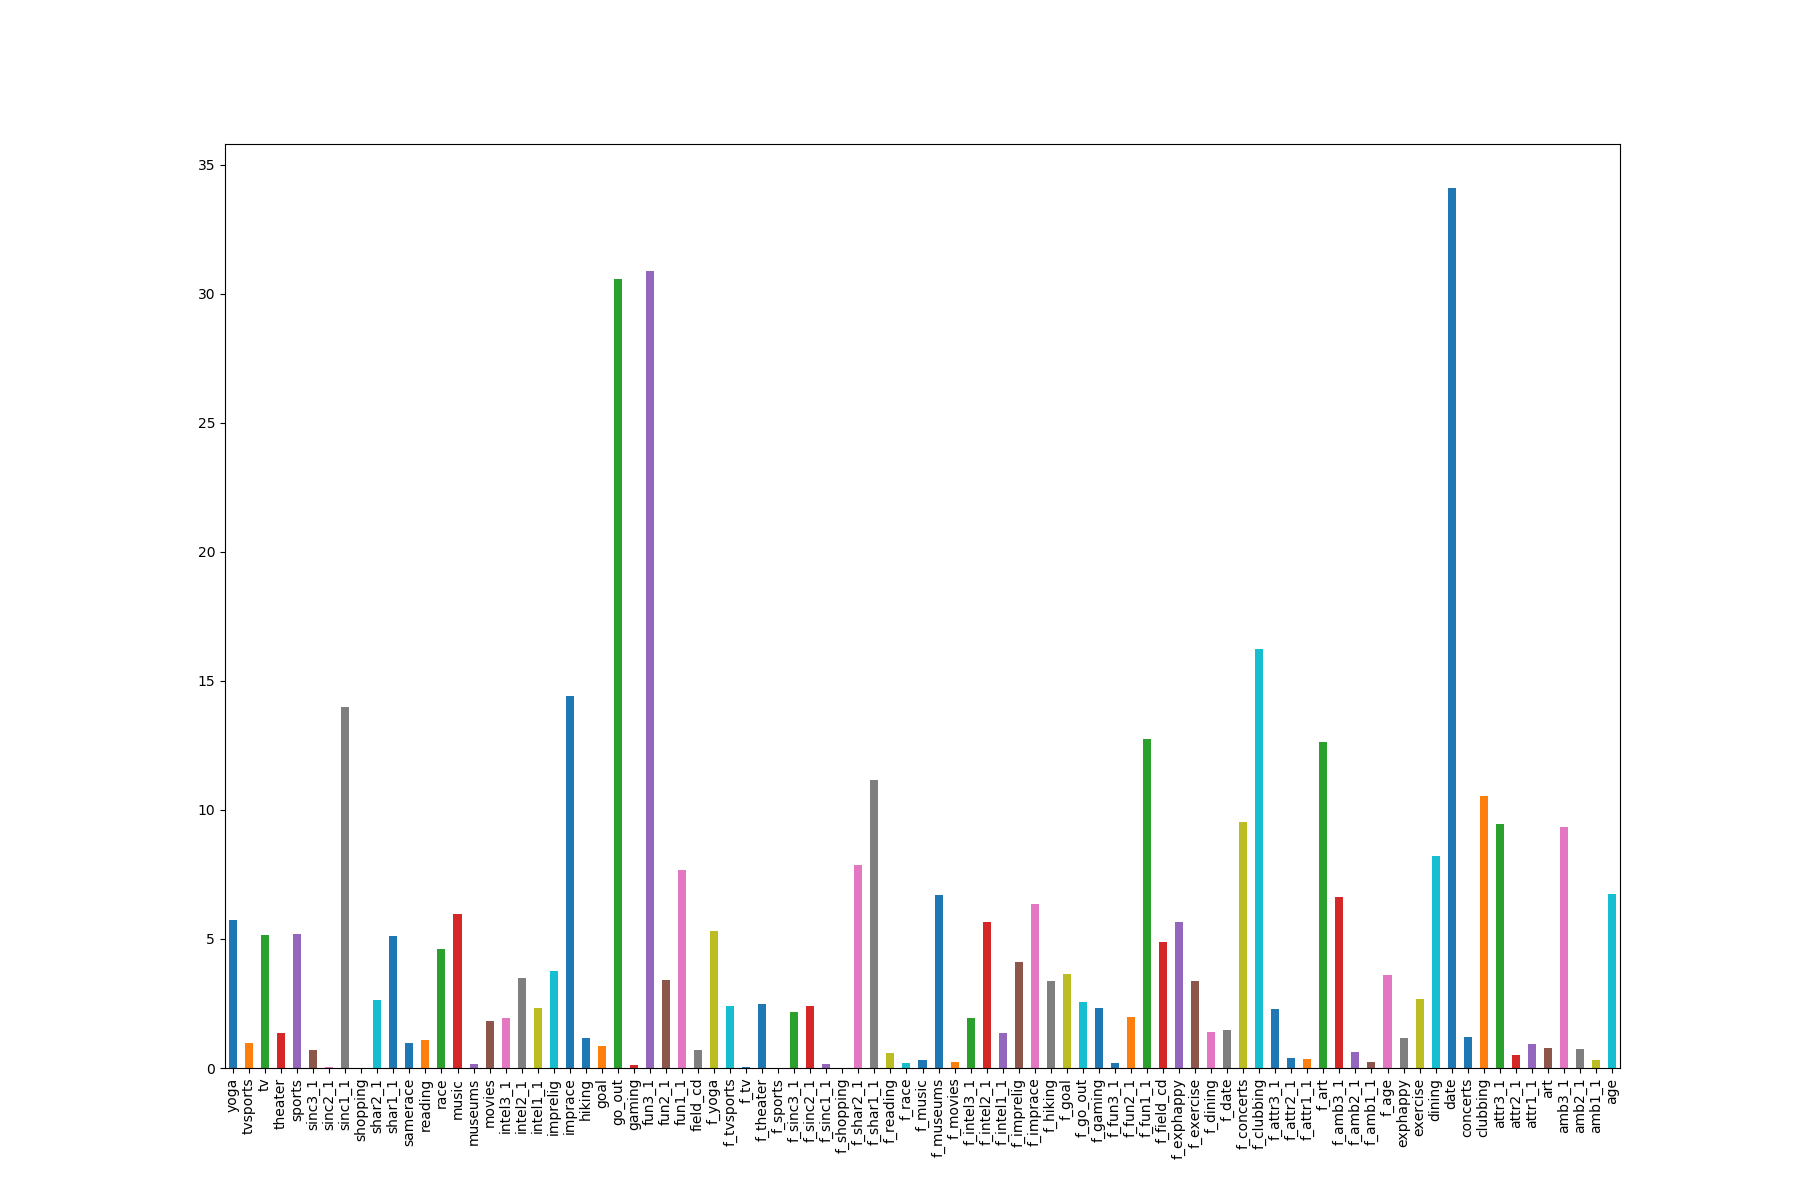 35
30
25
20
15
10
5
0
yoga
tvsports
tv
theater
sports
sinc3_1
sinc2_1
sinc1_1
shopping
shar2_1
shar1_1
samerace
reading
race
music
museums
movies
intel3_1
intel2_1
intel1_1
imprelig
imprace
hiking
goal
go_out
gaming
fun3_1
fun2_1
fun1_1
field_cd
f_yoga
f_tvsports
f_tv
f_theater
f_sports
f_sinc3_1
f_sinc2_1
f_sinc1_1
f_shopping
f_shar2_1
f_shar1_1
f_reading
f_race
f_music
f_museums
f_movies
f_intel3_1
f_intel2_1
f_intel1_1
f_imprelig
f_imprace
f_hiking
f_goal
f_go_out
f_gaming
f_fun3_1
f_fun2_1
f_fun1_1
f_field_cd
f_exphappy
f_exercise
f_dining
f_date
f_concerts
f_clubbing
f_attr3_1
f_attr2_1
f_attr1_1
f_art
f_amb3_1
f_amb2_1
f_amb1_1
f_age
exphappy
exercise
dining
date
concerts
clubbing
attr3_1
attr2_1
attr1_1
art
amb3_1
amb2_1
amb1_1
age